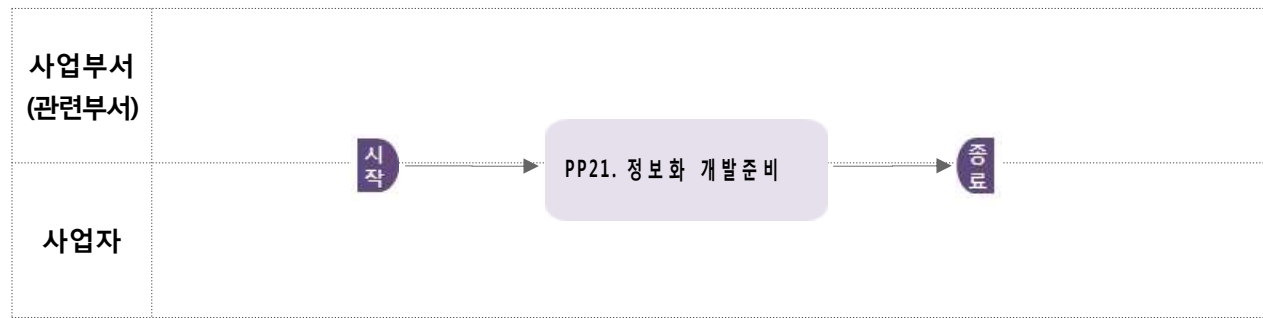 사업부서
(관련부서)
시
작
PP21. 정보화 개발준비
종
료
사업자